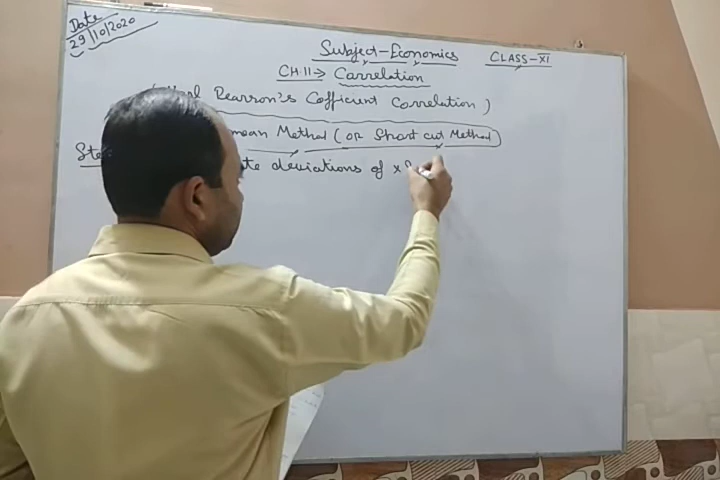 Date
29/10/2020
Subject-Economics CLASS-XI
CH.11→ Correlation
Pearson's Cofficient Correlation)
mean Method (OR Short cut Method)
deviations of x